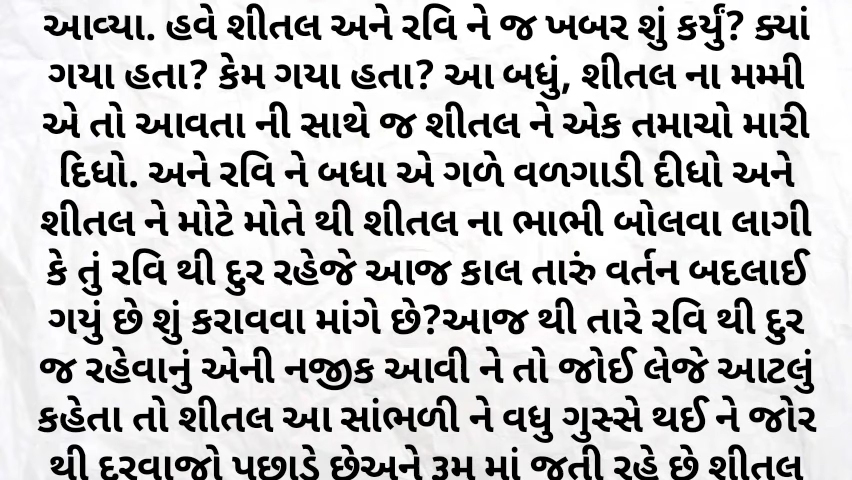 આવ્યા. હવે શીતલ અને રવિ ને જ ખબર શું કર્યું? ક્યાં
ગયા હતા? કેમ ગયા હતા? આ બધું, શીતલ ના મમ્મી
એ તો આવતા ની સાથે જ શીતલ ને એક તમાચો મારી
દિધો. અને રવિ ને બધા એ ગળે વળગાડી દીધો અને
શીતલ ને મોટે મોતે થી શીતલ ના ભાભી બોલવા લાગી
કે તું રવિ થી દુર રહેજે આજ કાલ તારું વર્તન બદલાઈ
ગયું છે શું કરાવવા માંગે છે?આજ થી તારે રવિ થી દુર
જ રહેવાનું એની નજીક આવી ને તો જોઈ લેજે આટલું
કહેતા તો શીતલ આ સાંભળી ને વધુ ગુસ્સે થઈ ને જોર
થી દરવાજો પછાડે છેઅને રૂમ માં જતી રહે છે શીતલ